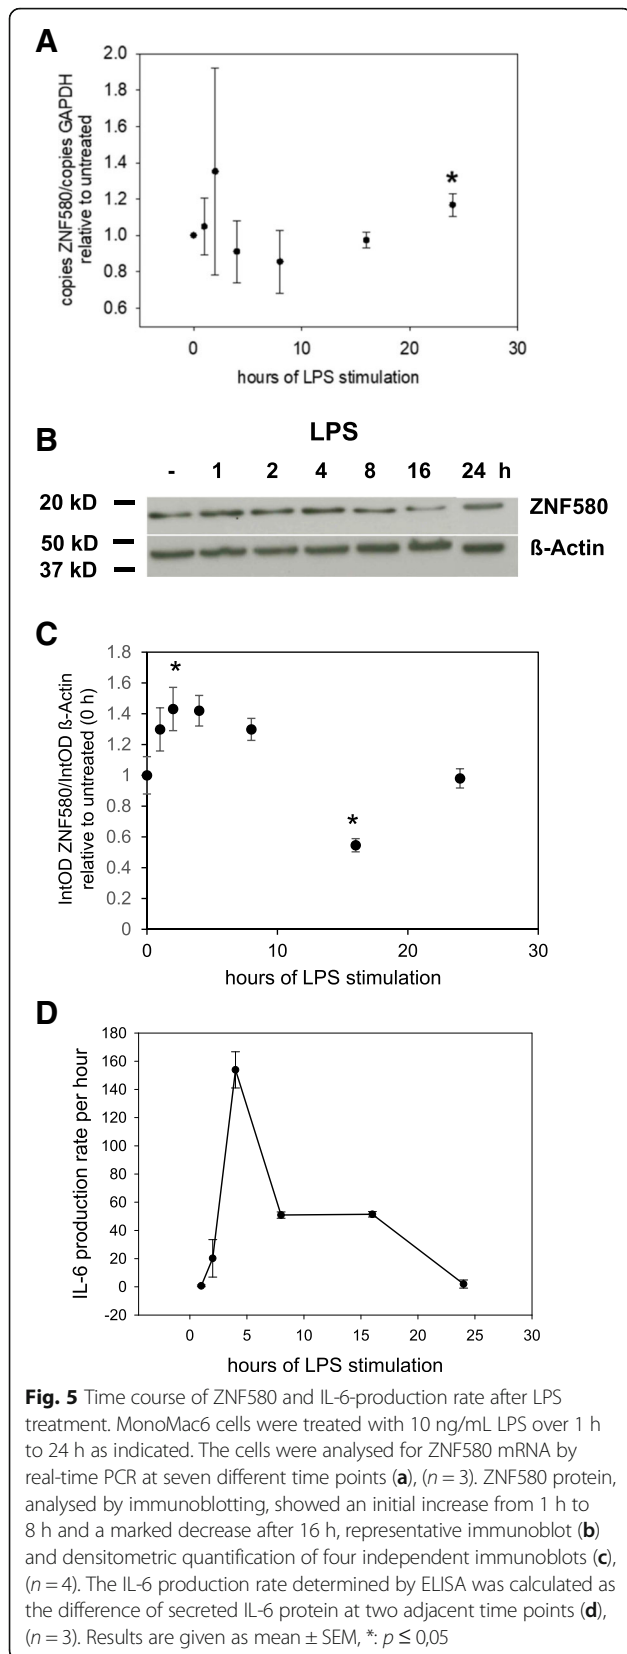 A
copies ZNF580/copies GAPDH
relative to untreated
2.0
1.8
1.6
1.4
1.2
1.0
0.8
0.6
*
0 10 20 30
hours of LPS stimulation
B
LPS
- 1 2 4 8 16 24 h
20 kD
ZNF580
50 kD
ß-Actin
37 kD
C
IntOD ZNF580/IntOD ß-Actin
relative to untreated (0 h)
1.8
1.6
1.4
1.2
1
0.8
0.6
0.4
0.2
0
*
*
0 10 20 30
hours of LPS stimulation
D
IL-6 production rate per hour
180
160
140
120
100
80
60
40
20
0
-20
0 5 10 15 20 25 30
hours of LPS stimulation
Fig. 5 Time course of ZNF580 and IL-6-production rate after LPS
treatment. MonoMac6 cells were treated with 10 ng/mL LPS over 1 h
to 24 h as indicated. The cells were analysed for ZNF580 mRNA by
real-time PCR at seven different time points (a), (n = 3). ZNF580 protein,
analysed by immunoblotting, showed an initial increase from 1 h to
8 h and a marked decrease after 16 h, representative immunoblot (b)
and densitometric quantification of four independent immunoblots (c),
(n = 4). The IL-6 production rate determined by ELISA was calculated as
the difference of secreted IL-6 protein at two adjacent time points (d),
(n = 3). Results are given as mean ± SEM, *: p ≤ 0,05